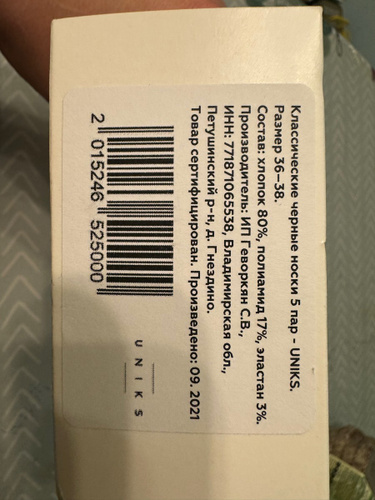 Классические черные носки 5 пар - UNIKS.
Размер 36–38.
Состав: хлопок 80%, полиамид 17%, эластан 3%.
Производитель: ИП Геворкян С.В.,
ИНН: 771871065538, Владимирская обл.,
Петушинский р-н, д. Гнездино.
Товар сертифицирован. Произведено: 09. 2021
2 015246 525000
UNIKS